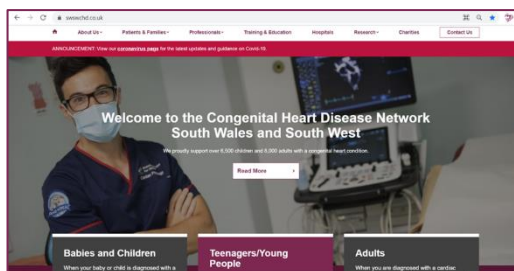 swswchd.co.uk
About Us
Patients & Families
Professionals
Training & Education
Hospitals
Research
Charities
Contact Us
ANNOUNCEMENT: View our coronavirus page for the latest updates and guidance on Covid-19.
Welcome to the Congenital Heart Disease Network
South Wales and South West
We proudly support over 5,500 children and 6,000 adults with a congenital heart condition.
Read More
Babies and Children
When your baby or child is diagnosed with a
Teenagers/Young
People
Adults
When you are diagnosed with a cardiac